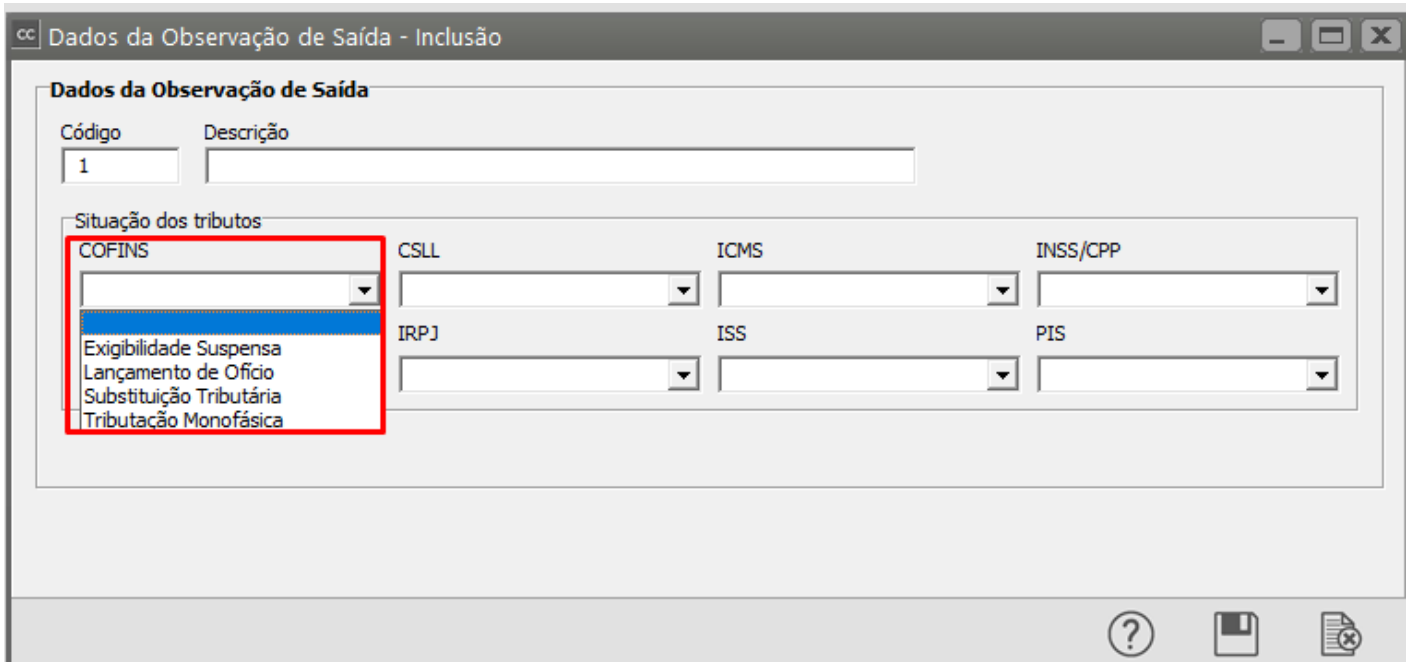 cc Dados da Observação de Saída - Inclusão
Dados da Observação de Saída
Código Descrição
1
Situação dos tributos
COFINS CSLL ICMS INSS/CPP
Exigibilidade Suspensa
IRPJ ISS PIS
Lançamento de Ofício
Substituição Tributária
Tributação Monofásica
?